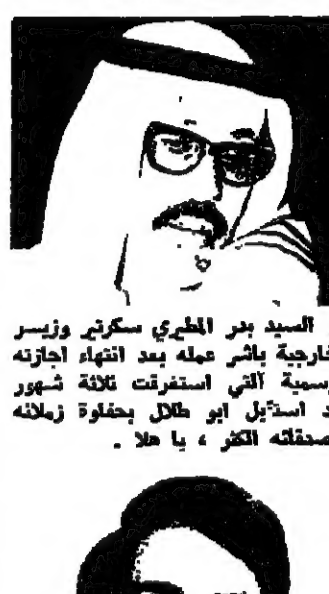 السيد بدر المطيري سكرتير وزير
خارجية باشر عمله بعد انتهاء اجازته
رسمية التي استغرقت ثلاثة شهور
د استقبل ابو طلال بحفاوة زملائه
صدقائه الكثر ، يا هلا .